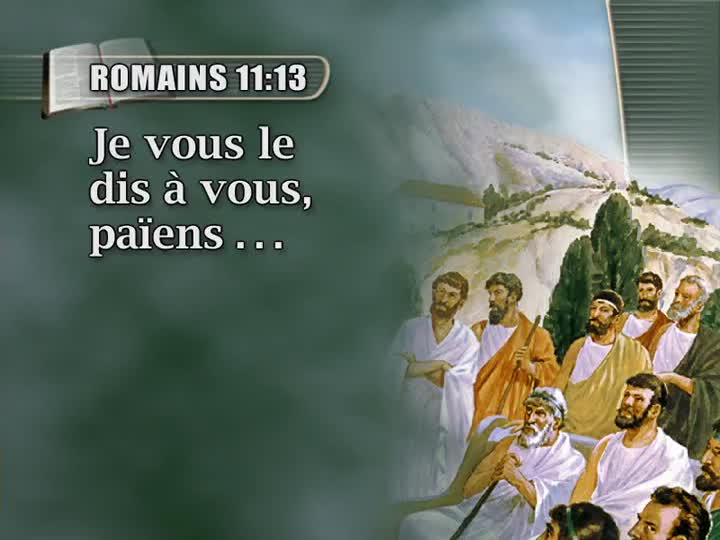 ROMAINS 11:13
Je vous le
dis à vous,
païens . . .